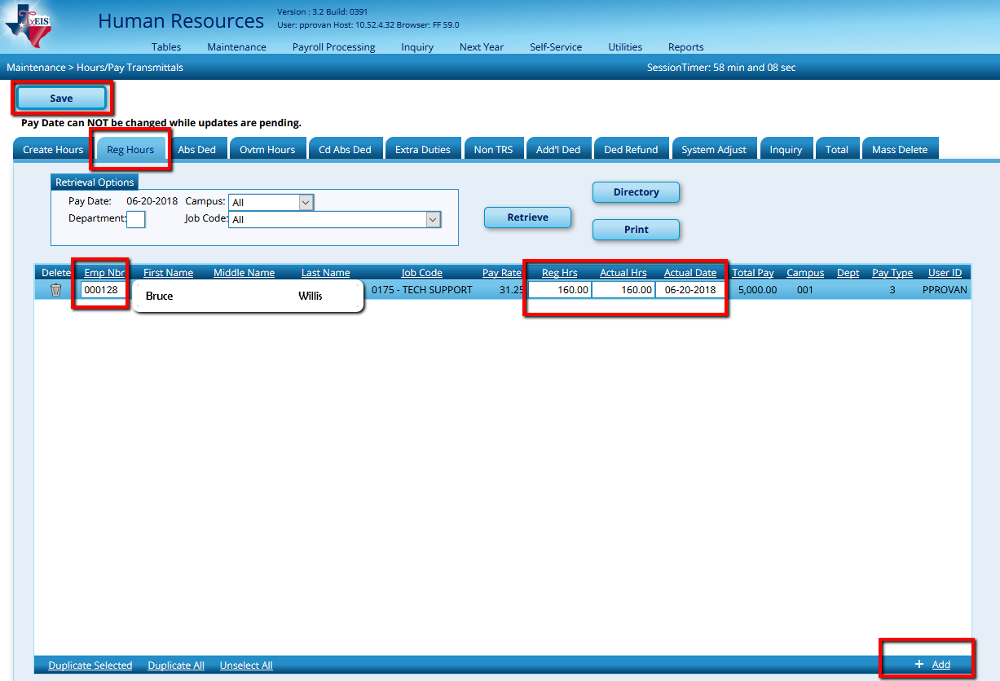 TxEIS
Human Resources
Version : 3.2 Build: 0391
User: pprovan Host: 10.52.4.32 Browser: FF 59.0
Tables Maintenance Payroll Processing Inquiry Next Year Self-Service Utilities Reports
Maintenance > Hours/Pay Transmittals SessionTimer: 58 min and 08 sec
Save
Pay Date can NOT be changed while updates are pending.
Create Hours Reg Hours Abs Ded Ovtm Hours Cd Abs Ded Extra Duties Non TRS Add'l Ded Ded Refund System Adjust Inquiry Total Mass Delete
Retrieval Options
Pay Date: 06-20-2018 Campus: All
Department: Job Code: All
Retrieve
Directory
Print
Delete Emp Nbr First Name Middle Name Last Name Job Code Pay Rate Reg Hrs Actual Hrs Actual Date Total Pay Campus Dept Pay Type User ID
000128 Bruce Willis 0175 - TECH SUPPORT 31.25 160.00 160.00 06-20-2018 5,000.00 001 3 PPROVAN
Duplicate Selected Duplicate All Unselect All + Add